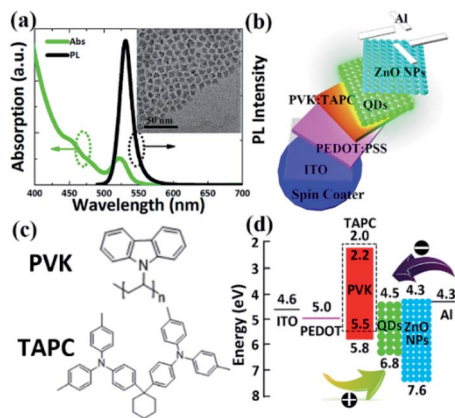 (a)
Abs
PL
50 nm
Absorption (a.u.)
PL Intensity
400 450 500 550 600 650 700
Wavelength (nm)
(b)
Al
ZnO NPs
PVK:TAPC
QDs
PEDOT:PSS
ITO
Spin Coater
(c)
PVK
N
n
TAPC
N
N
(d)
Energy (eV)
2
3
4
5
6
7
8
TAPC
2.0
2.2
PVK
5.5
5.8
4.6
ITO
5.0
PEDOT
4.5
QDs
6.8
4.3
ZnO
NPs
7.6
4.3
Al
−
+